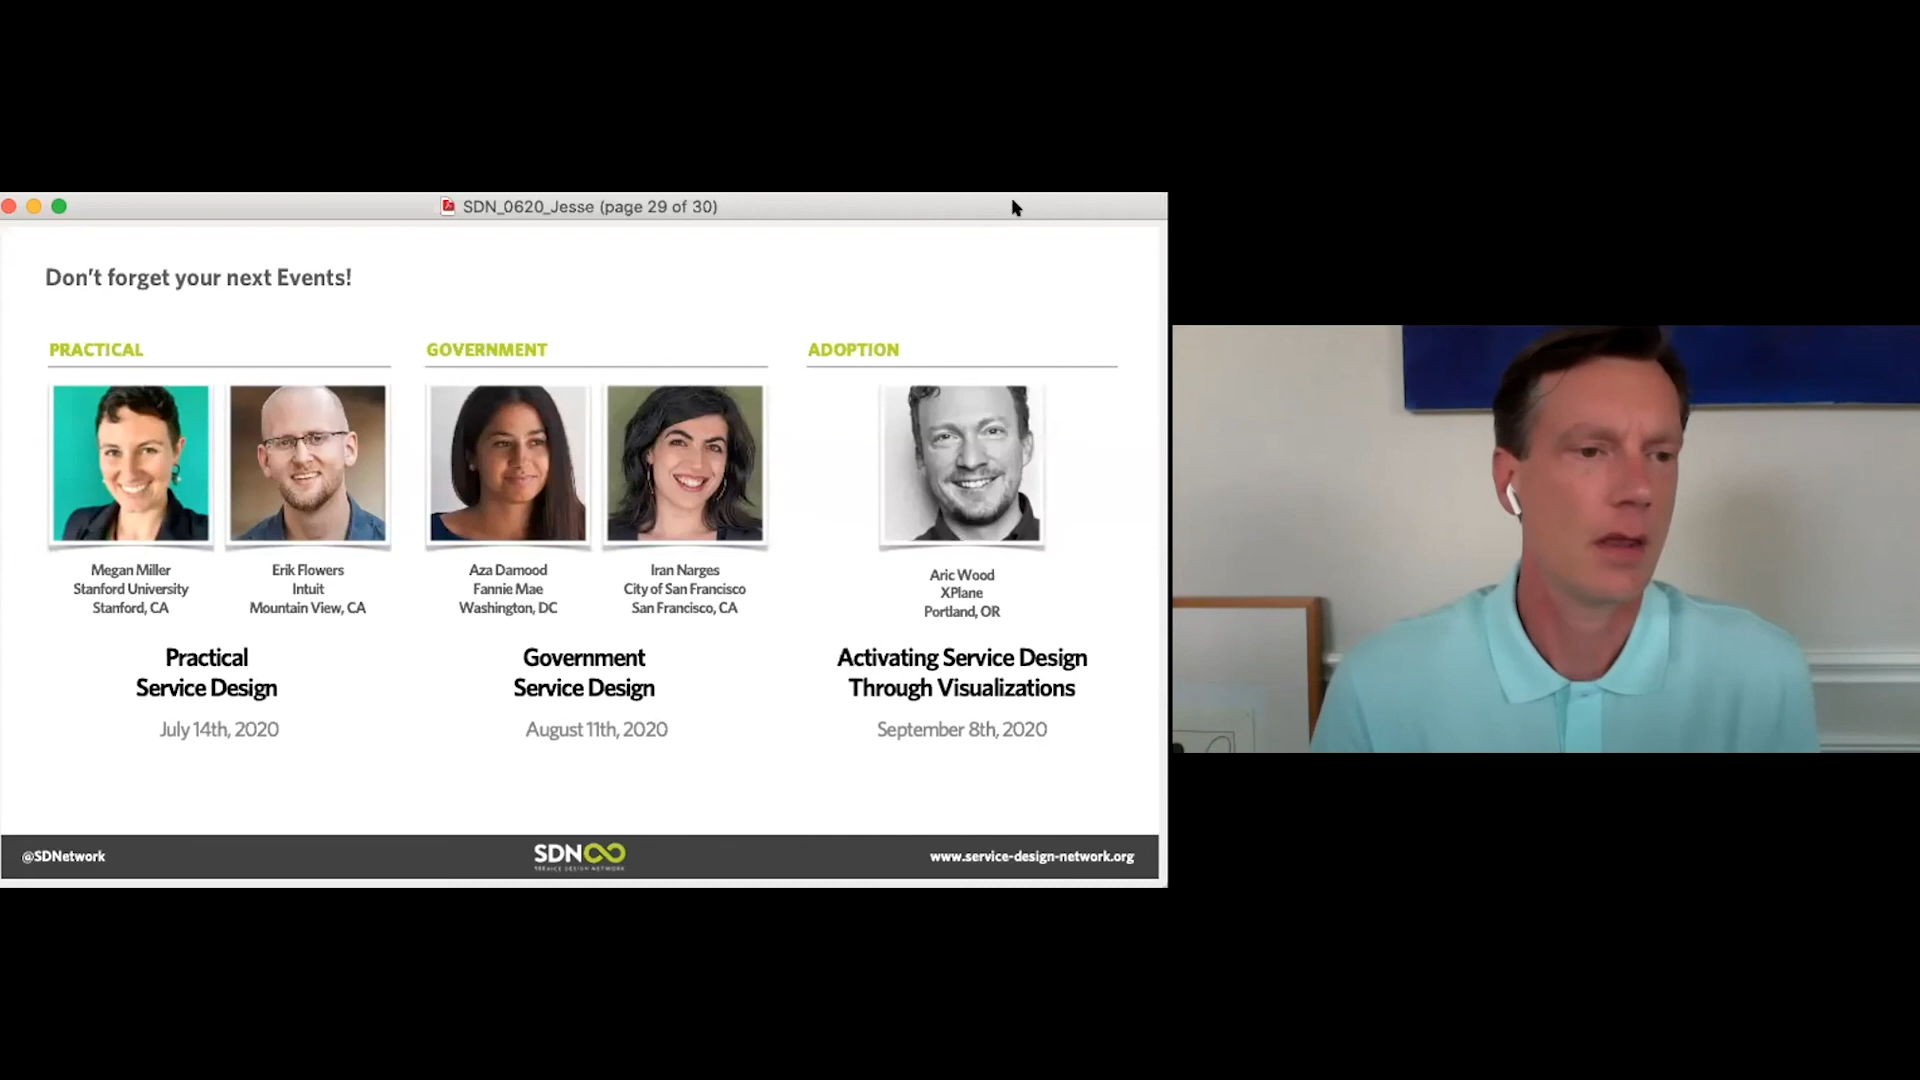 SDN_0620_Jesse (page 29 of 30)
Don't forget your next Events!
PRACTICAL
GOVERNMENT
ADOPTION
Megan Miller
Stanford University
Stanford, CA
Erik Flowers
Intuit
Mountain View, CA
Aza Damood
Fannie Mae
Washington, DC
Iran Narges
City of San Francisco
San Francisco, CA
Aric Wood
XPlane
Portland, OR
Practical
Service Design
July 14th, 2020
Government
Service Design
August 11th, 2020
Activating Service Design
Through Visualizations
September 8th, 2020
@SDNetwork
SDN
SERVICE DESIGN NETWORK
www.service-design-network.org